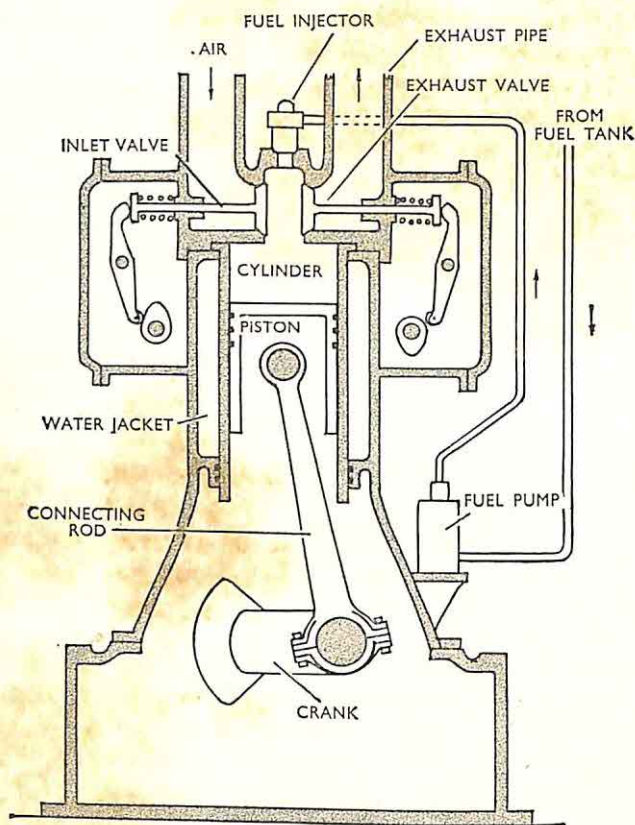 FUEL INJECTOR
.AIR
EXHAUST PIPE
EXHAUST VALVE
FROM
FUEL TANK
INLET VALVE
CYLINDER
PISTON
WATER JACKET
FUEL PUMP
CONNECTING
ROD
CRANK